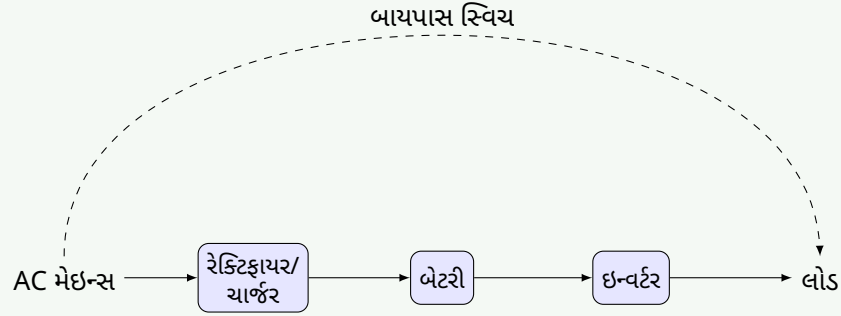 બાયપાસ સ્વિચ
AC મેઇન્સ
રેક્ટિફાયર/
ચાર્જર
બેટરી
ઇન્વર્ટર
લોડ